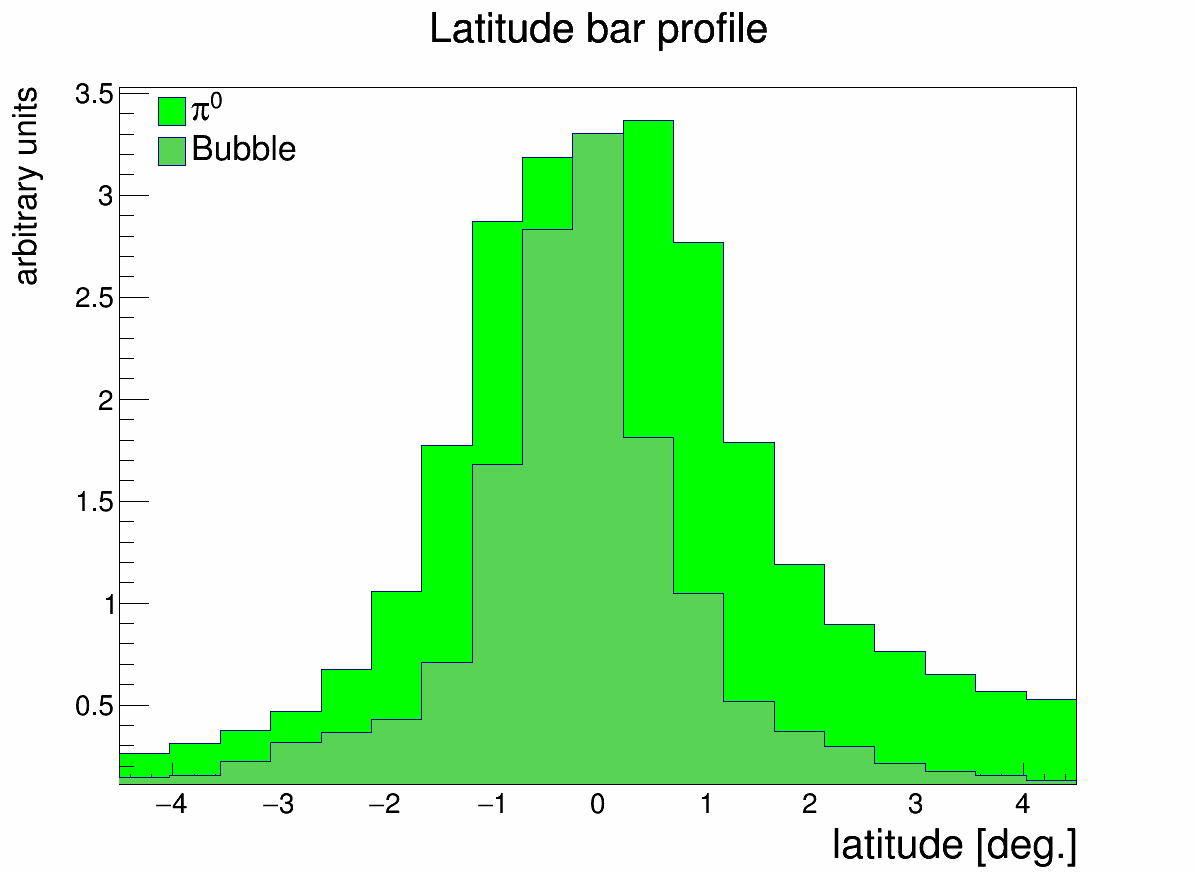 Latitude bar profile
arbitrary units
π⁰
Bubble
3.5
3
2.5
2
1.5
1
0.5
−4 −3 −2 −1 0 1 2 3 4
latitude [deg.]